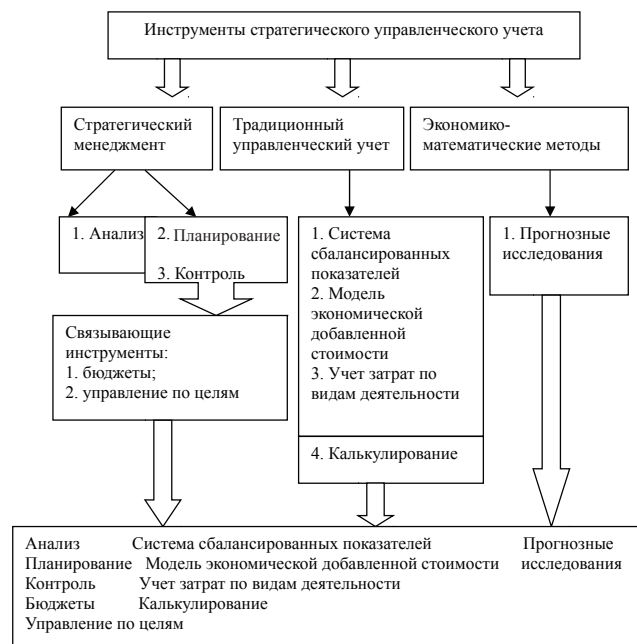 Инструменты стратегического управленческого учета
Стратегический
менеджмент
Традиционный
управленческий учет
Экономико-
математические методы
1. Анализ
2. Планирование
3. Контроль
1. Система
сбалансированных
показателей
2. Модель
экономической
добавленной
стоимости
3. Учет затрат по
видам деятельности
4. Калькулирование
1. Прогнозные
исследования
Связывающие
инструменты:
1. бюджеты;
2. управление по целям
Анализ Система сбалансированных показателей Прогнозные
Планирование Модель экономической добавленной стоимости исследования
Контроль Учет затрат по видам деятельности
Бюджеты Калькулирование
Управление по целям